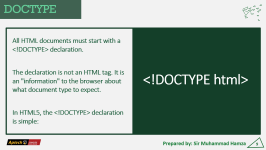 DOCTYPE
All HTML documents must start with a
<!DOCTYPE> declaration.
The declaration is not an HTML tag. It is
an "information" to the browser about
what document type to expect.
In HTML5, the <!DOCTYPE> declaration
is simple:
<!DOCTYPE html>
Aptech
Prepared by: Sir Muhammad Hamza